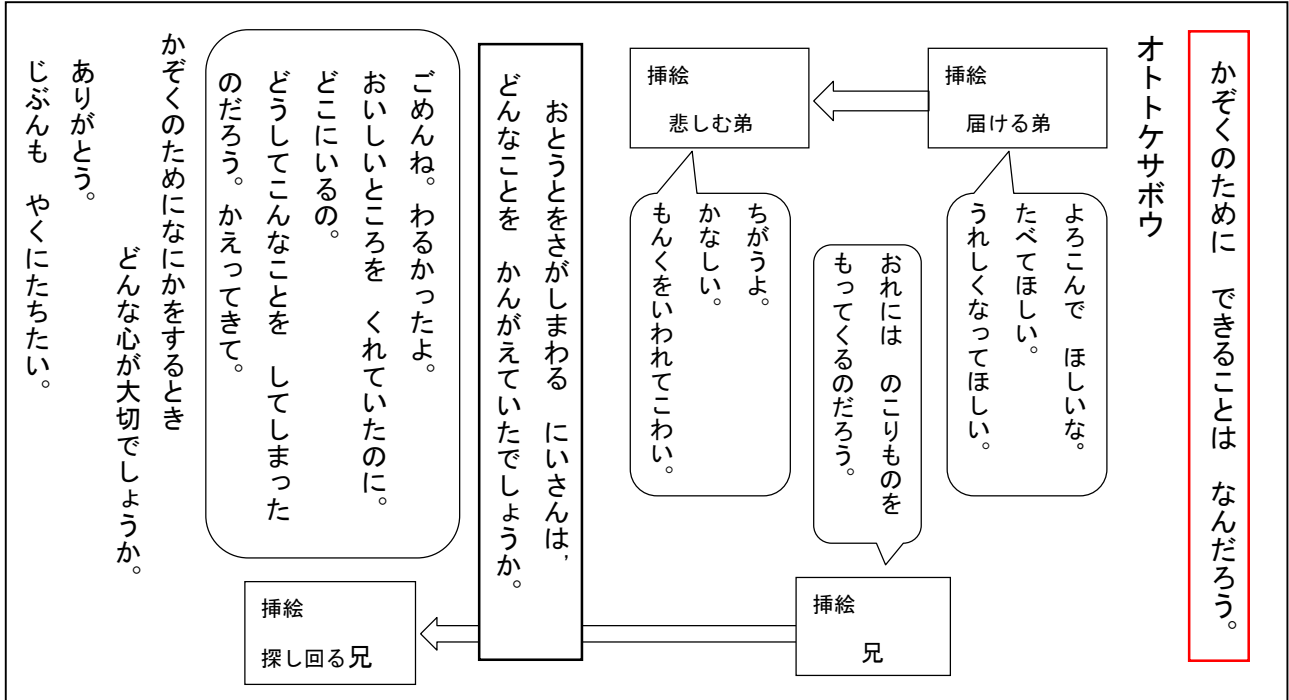 かぞくのために　できることは　なんだろう。
オトトケサボウ
挿絵
届ける弟
よろこんで　ほしいな。
たべてほしい。
うれしくなってほしい。
挿絵
兄
おれには　のこりものを
もってくるのだろう。
挿絵
悲しむ弟
ちがうよ。
かなしい。
もんくをいわれてこわい。
おとうとをさがしまわる　にいさんは，
どんなことを　かんがえていたでしょうか。
ごめんね。わるかったよ。
おいしいところを　くれていたのに。
どこにいるの。
どうしてこんなことを　してしまった
のだろう。かえってきて。
挿絵
探し回る兄
かぞくのためになにかをするとき
どんな心が大切でしょうか。
ありがとう。
じぶんも　やくにたちたい。